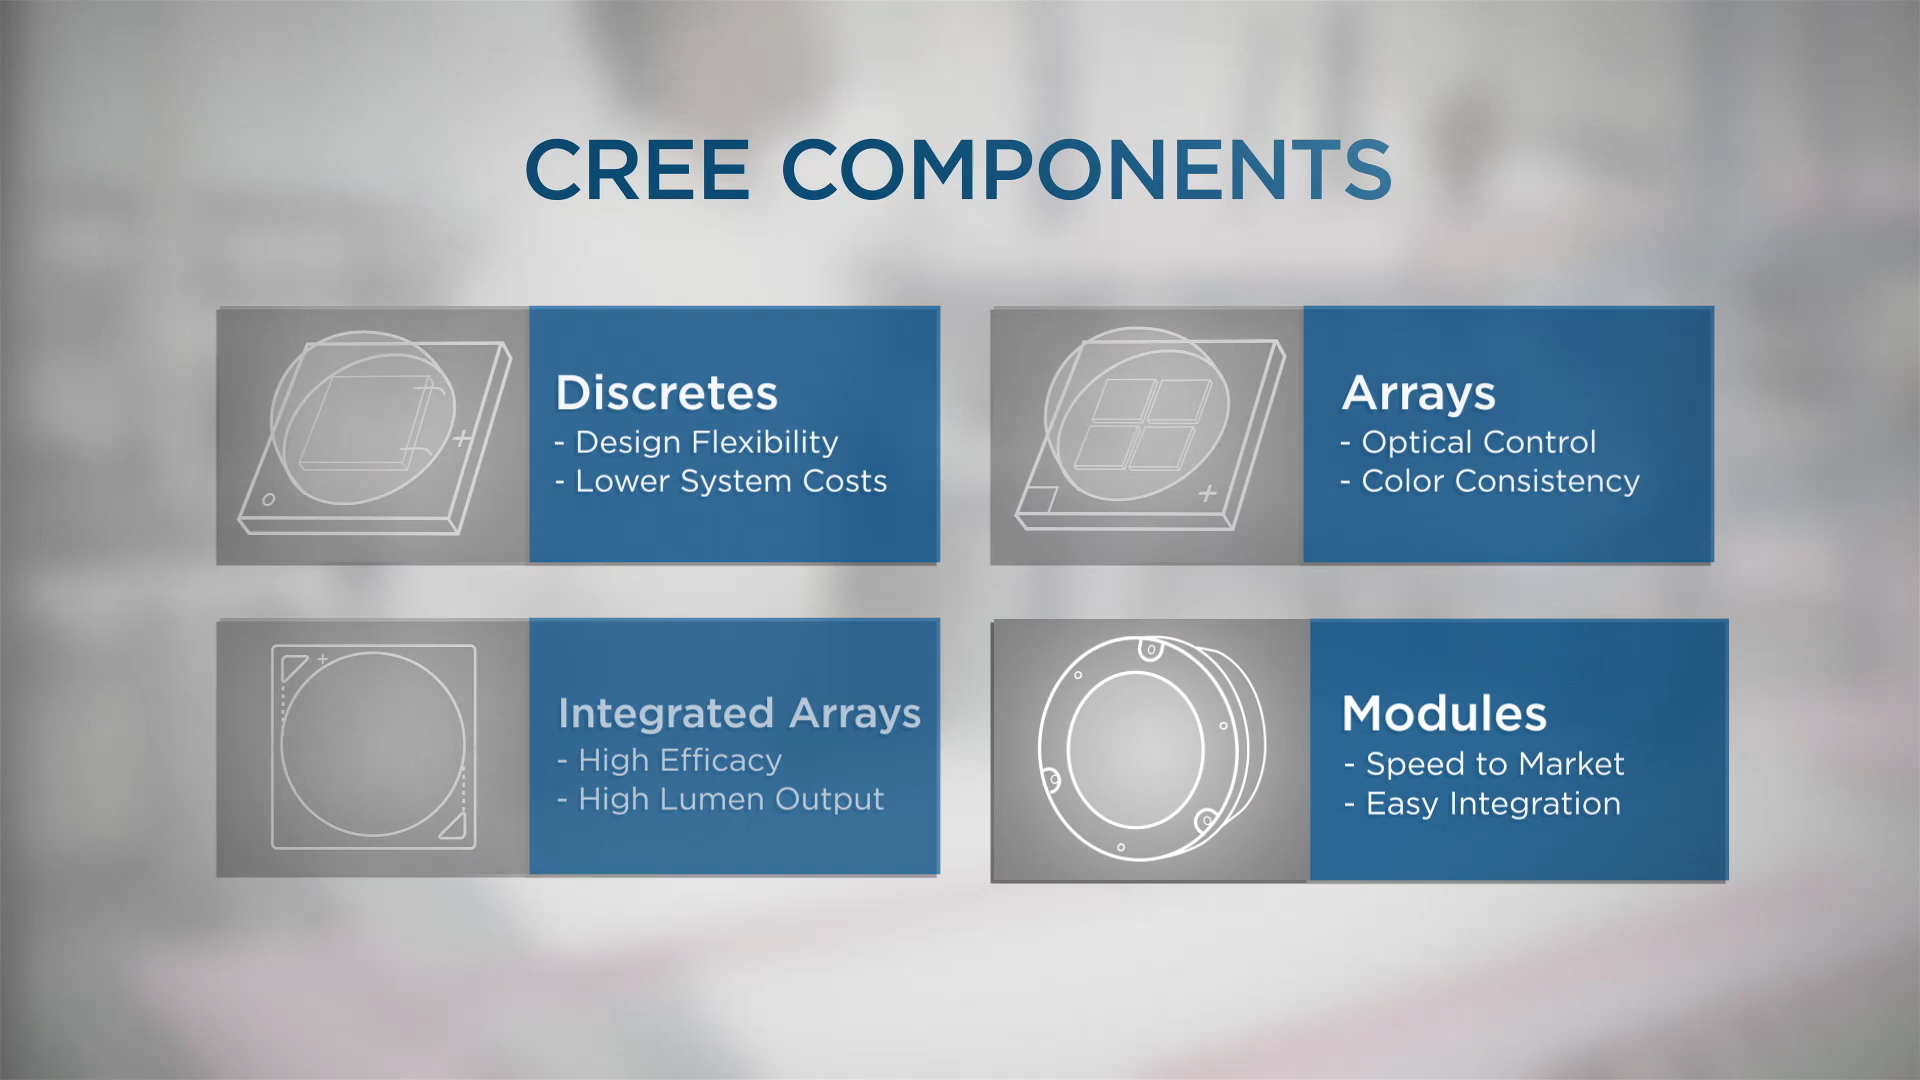 CREE COMPONENTS
Discretes
- Design Flexibility
- Lower System Costs
Arrays
- Optical Control
- Color Consistency
Integrated Arrays
- High Efficacy
- High Lumen Output
Modules
- Speed to Market
- Easy Integration